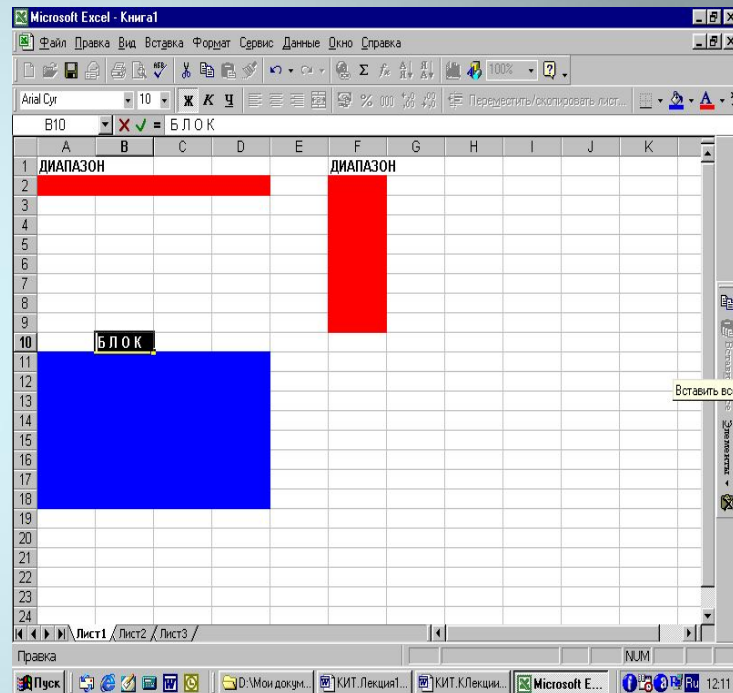 Microsoft Excel - Книга1
Файл Правка Вид Вставка Формат Сервис Данные Окно Справка
100%
Arial Cyr 10 Ж К Ч % 000 Переместить/скопировать лист...
B10 = Б Л О К
A B C D E F G H I J K
1 ДИАПАЗОН ДИАПАЗОН
2
3
4
5
6
7
8
9
10 Б Л О К
11
12
13
14
15
16
17
18
19
20
21
22
23
24
Вставить вс
Элементы
Лист1 Лист2 Лист3
Правка NUM
Пуск D:\Мои докум... КИТ.Лекция1... КИТ.КЛекции... Microsoft E... Ru 12:11